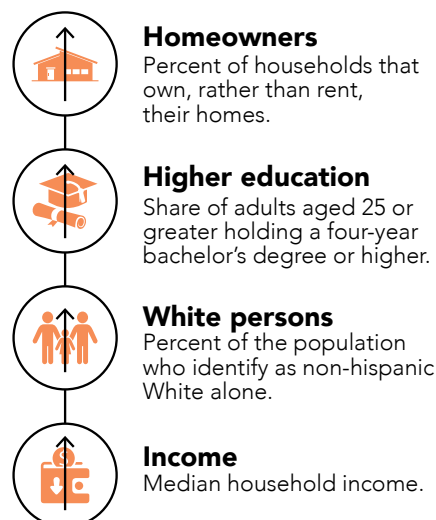 Homeowners
Percent of households that
own, rather than rent,
their homes.
Higher education
Share of adults aged 25 or
greater holding a four-year
bachelor's degree or higher.
White persons
Percent of the population
who identify as non-hispanic
White alone.
$
Income
Median household income.